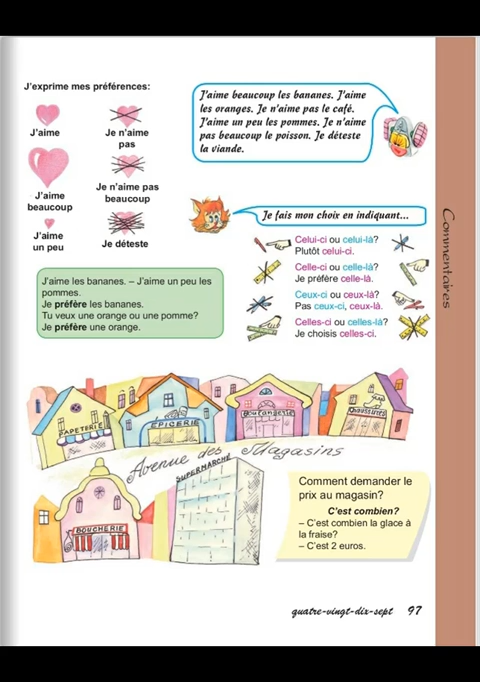 J'exprime mes préférences:
J'aime
Je n'aime
pas
J'aime
beaucoup
Je n'aime pas
beaucoup
J'aime
un peu
Je déteste
J'aime beaucoup les bananes. J'aime
les oranges. Je n'aime pas le café.
J'aime un peu les pommes. Je n'aime
pas beaucoup le poisson. Je déteste
la viande.
Je fais mon choix en indiquant...
Celui-ci ou celui-là?
Plutôt celui-ci.
Celle-ci ou celle-là?
Je préfère celle-là.
Ceux-ci ou ceux-là?
Pas ceux-ci, ceux-là.
Celles-ci ou celles-là?
Je choisis celles-ci.
J'aime les bananes. – J'aime un peu les
pommes.
Je préfère les bananes.
Tu veux une orange ou une pomme?
Je préfère une orange.
Commentaires
PAPETERIE
ÉPICERIE
BOULANGERIE
CHAUSSURES
Avenue des Magasins
SUPERMARCHÉ
BOUCHERIE
Comment demander le
prix au magasin?
C'est combien?
– C'est combien la glace à
la fraise?
– C'est 2 euros.
quatre-vingt-dix-sept 97